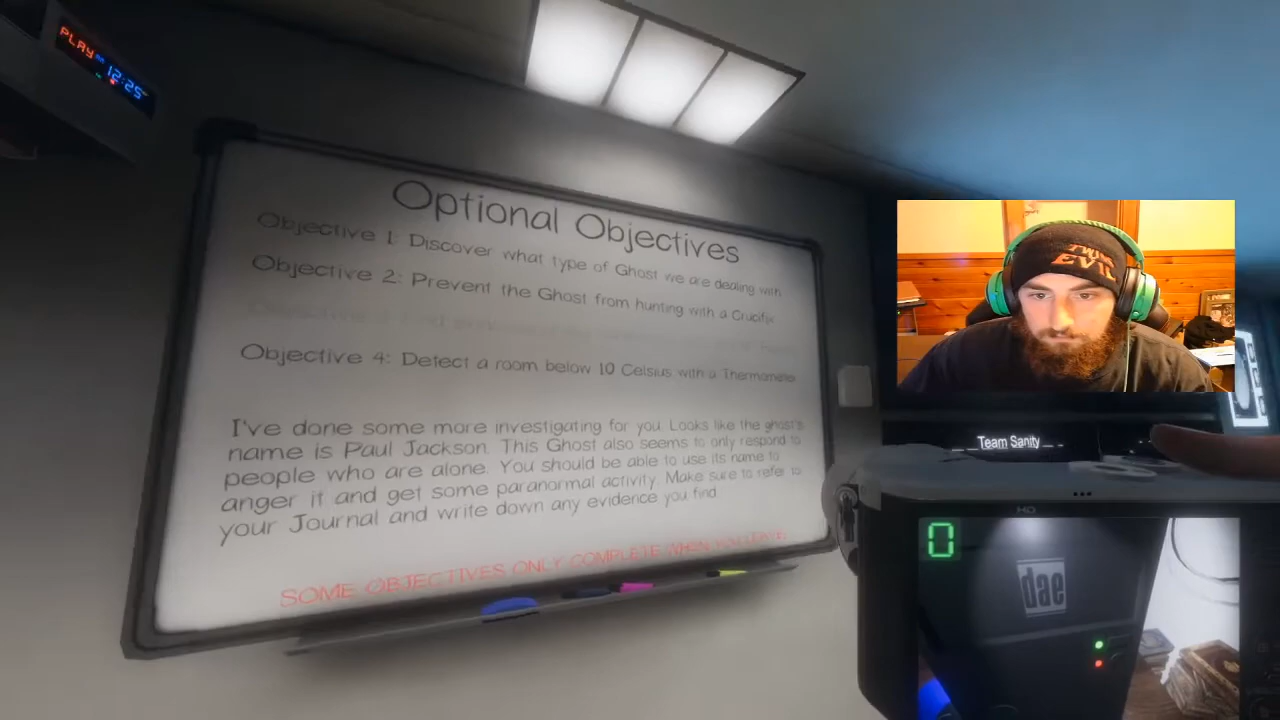 PLAY
12:25
Optional Objectives
Objective 1: Discover what type of Ghost we are dealing with
Objective 2: Prevent the Ghost from hunting with a Crucifix
Objective 4: Detect a room below 10 Celsius with a Thermometer
I've done some more investigating for you. Looks like the ghost's
name is Paul Jackson. This Ghost also seems to only respond to
people who are alone. You should be able to use its name to
anger it and get some paranormal activity. Make sure to refer to
your Journal and write down any evidence you find
SOME OBJECTIVES ONLY COMPLETE WHEN YOU LEAVE
EVIL
Team Sanity
HD
0
dae